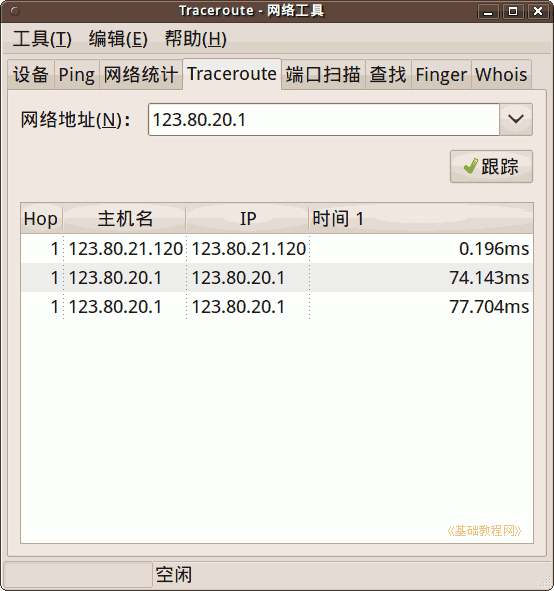 Traceroute - 网络工具
工具(T) 编辑(E) 帮助(H)
设备 Ping 网络统计 Traceroute 端口扫描 查找 Finger Whois
网络地址(N)： 123.80.20.1
跟踪
Hop 主机名 IP 时间 1
1 123.80.21.120 123.80.21.120 0.196ms
1 123.80.20.1 123.80.20.1 74.143ms
1 123.80.20.1 123.80.20.1 77.704ms
《基础教程网》
空闲